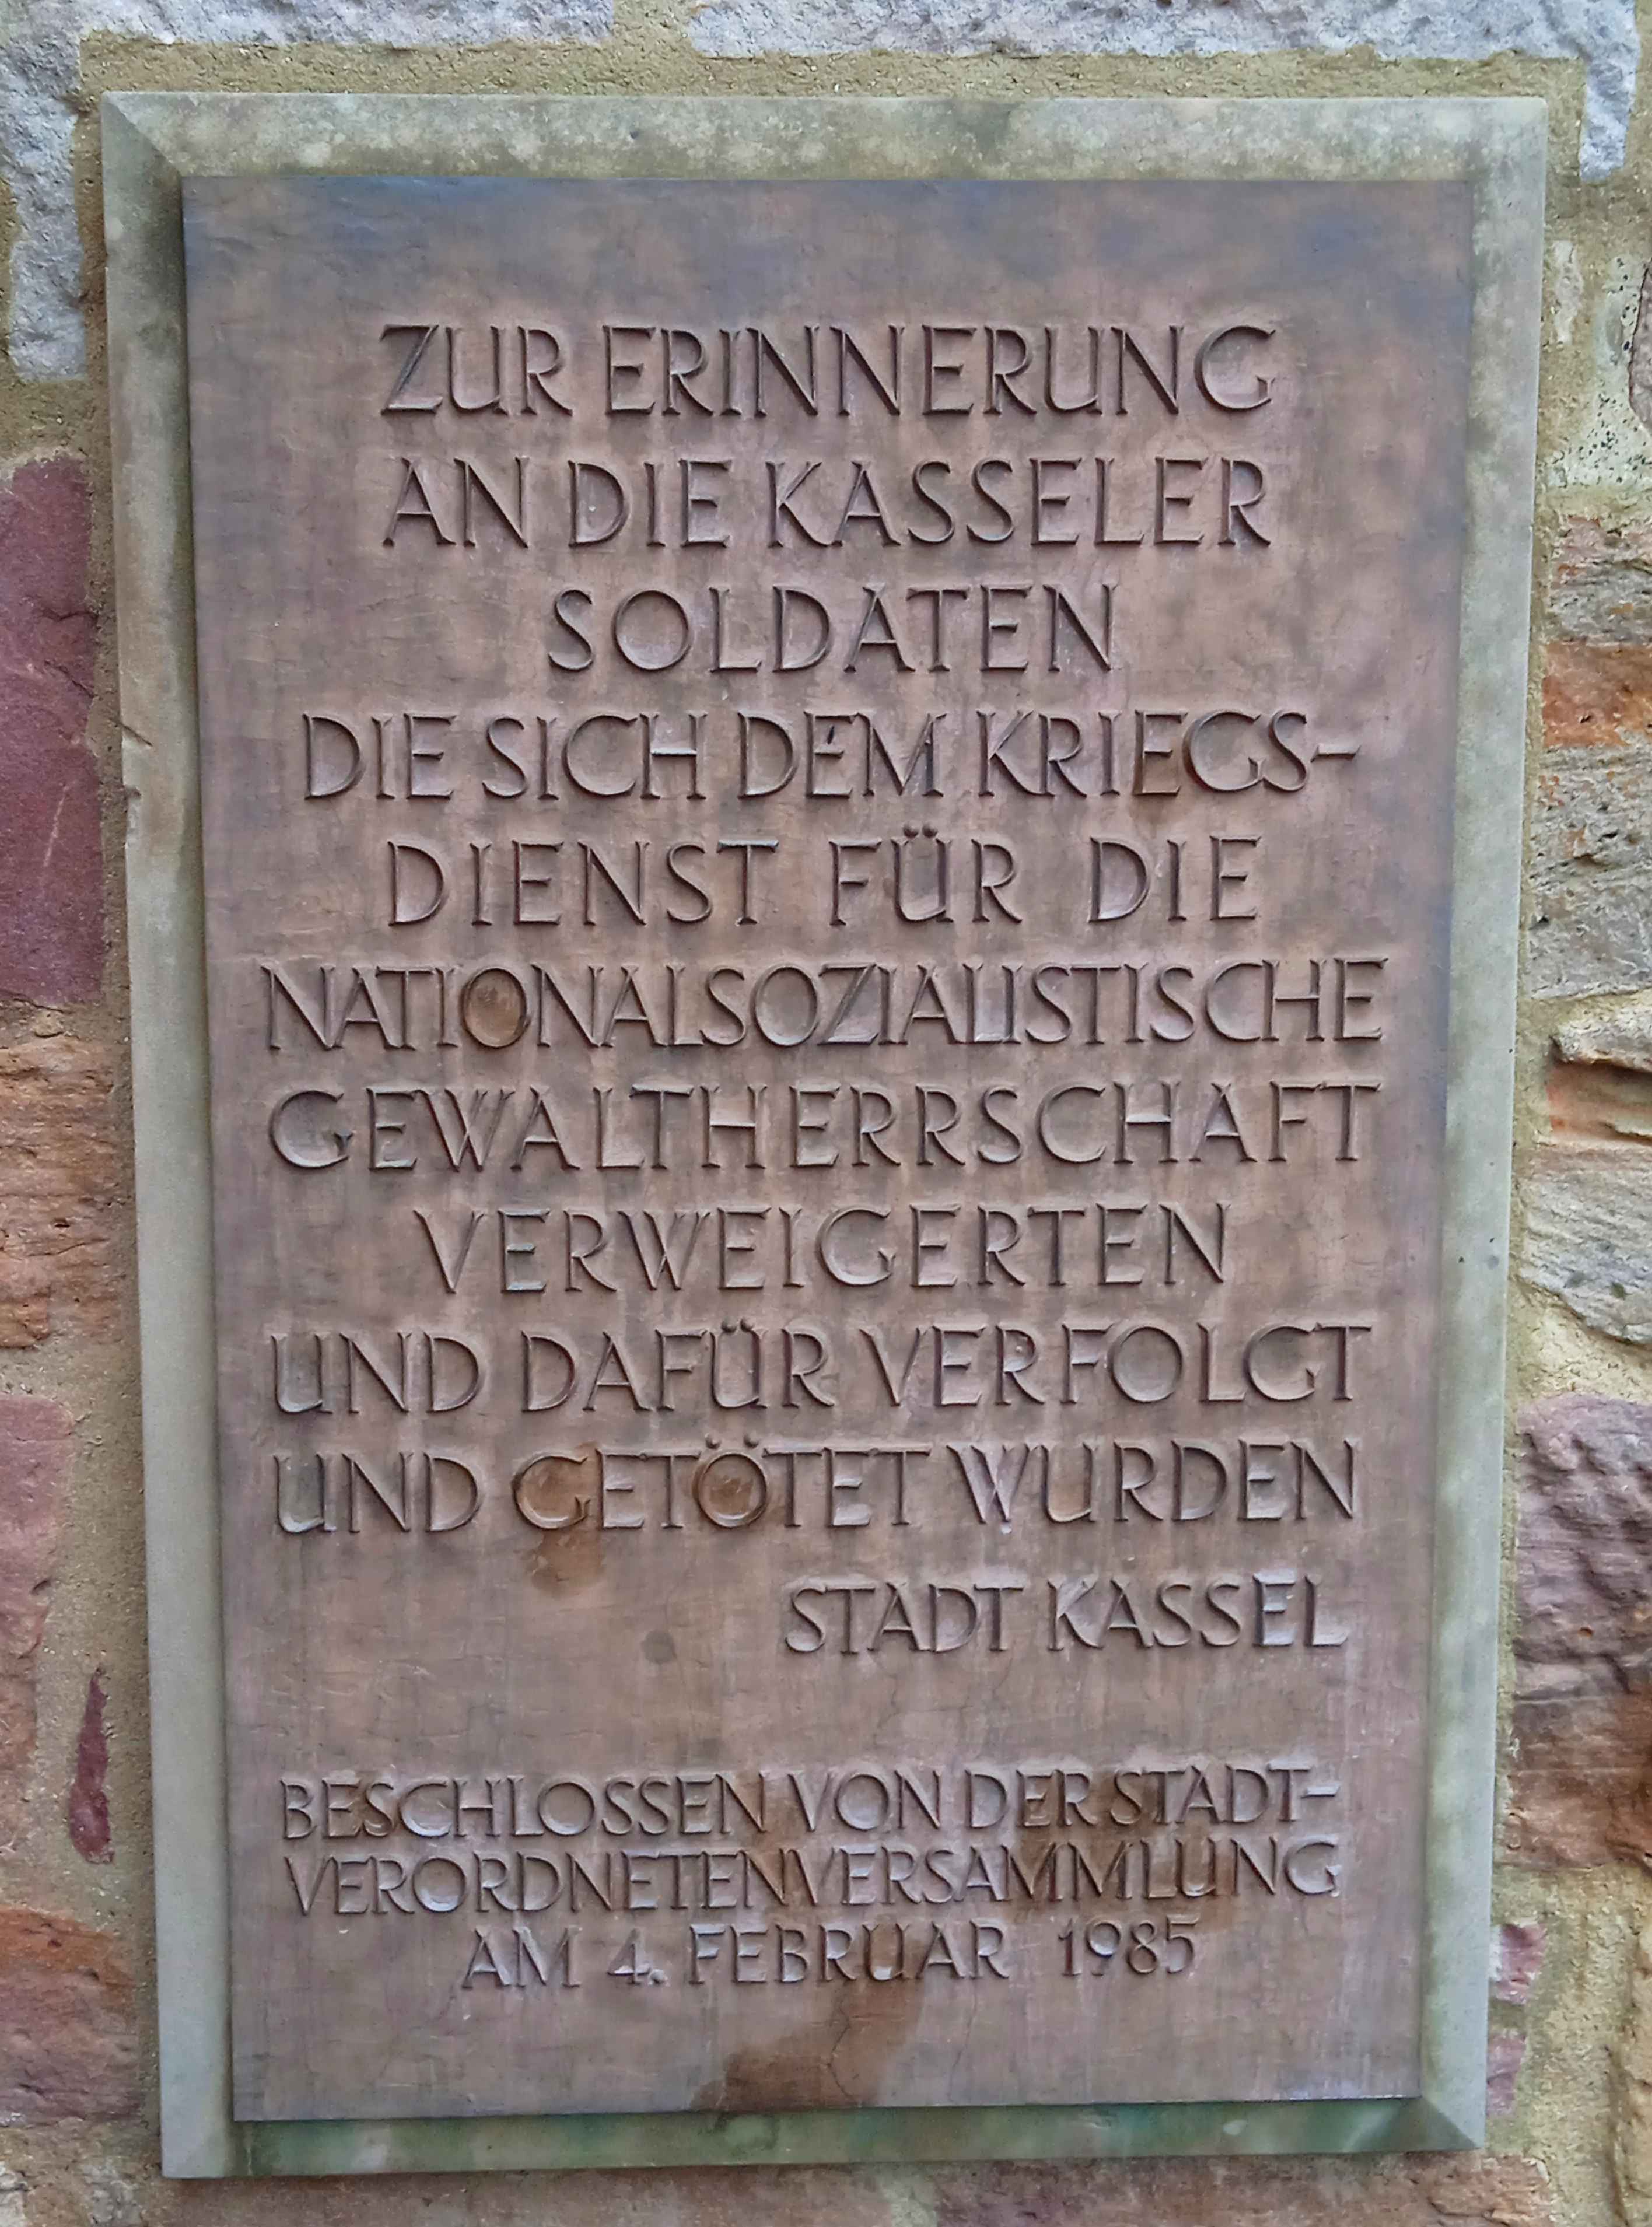 ZUR ERINNERUNG
AN DIE KASSELER
SOLDATEN
DIE SICH DEM KRIEGS-
DIENST FÜR DIE
NATIONALSOZIALISTISCHE
GEWALTHERRSCHAFT
VERWEIGERTEN
UND DAFÜR VERFOLGT
UND GETÖTET WURDEN
STADT KASSEL
BESCHLOSSEN VON DER STADT-
VERORDNETENVERSAMMLUNG
AM 4. FEBRUAR 1985